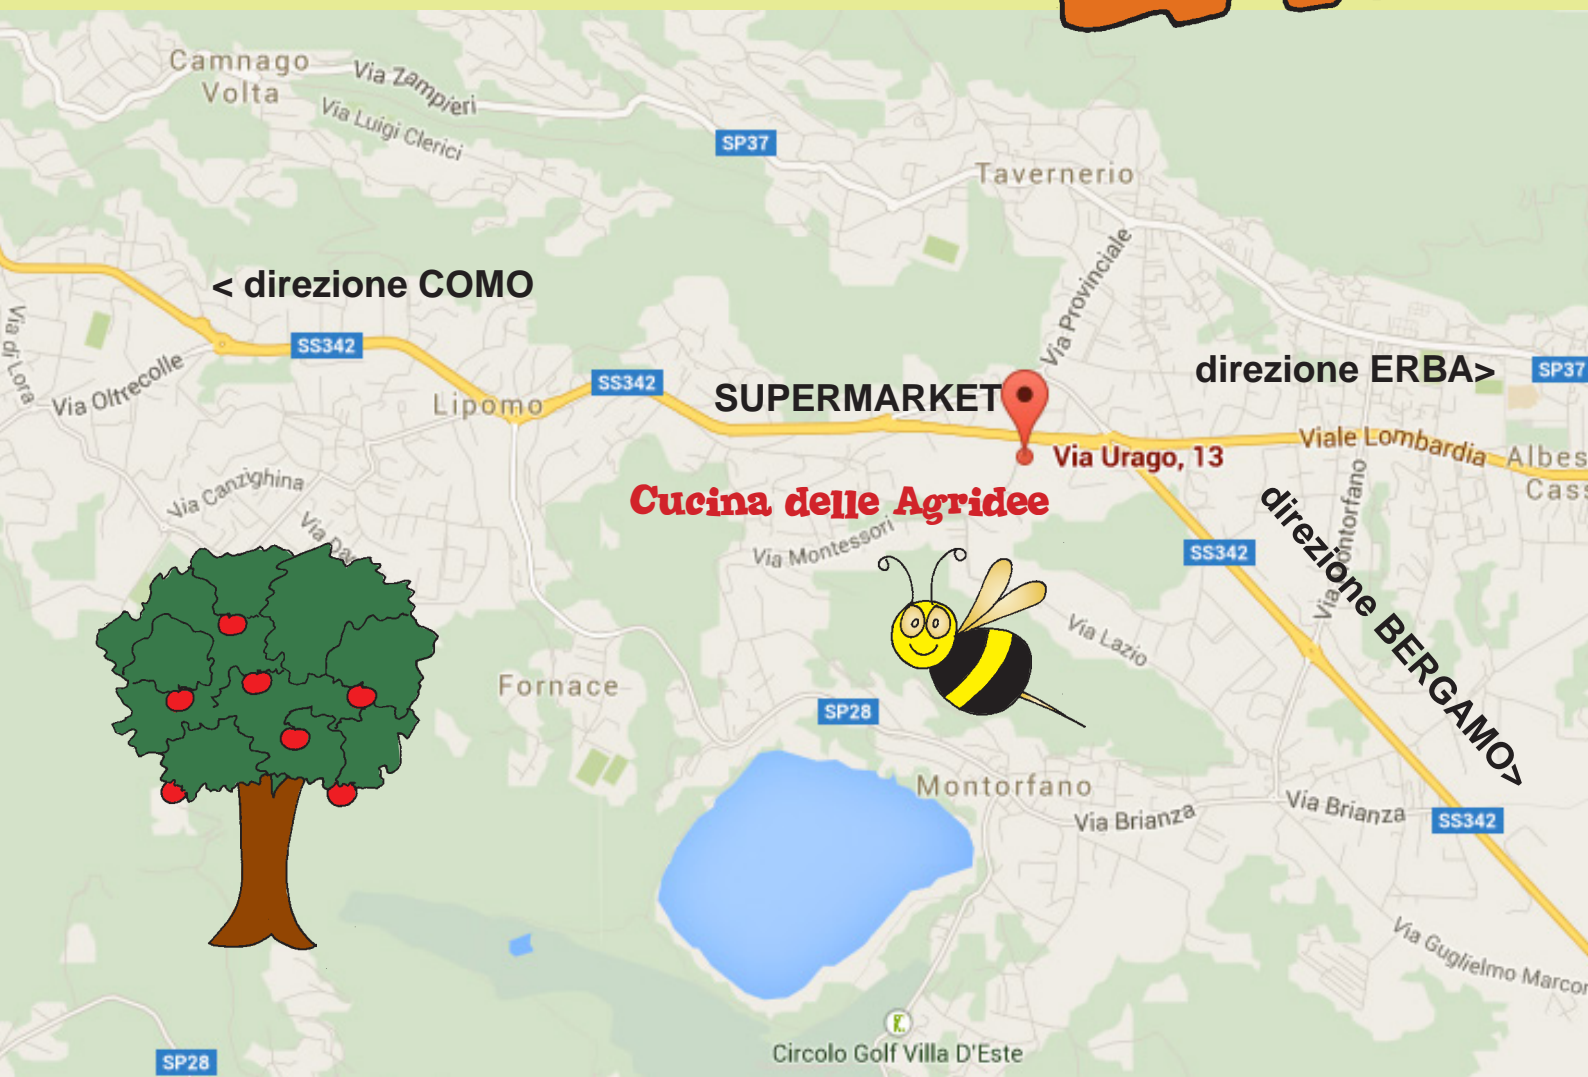 Camnago
Volta
Via Zampieri
Via Luigi Clerici
SP37
Tavernerio
Via Provinciale
< direzione COMO
Via di Lora
SS342
Via Oltrecolle
Lipomo
SS342
SUPERMARKET
direzione ERBA>
SP37
Via Urago, 13
Viale Lombardia
Albes
Cass
Via Canzighina
Cucina delle Agridee
Via Montessori
SS342
Via Montorfano
direzione BERGAMO>
Via Lazio
Fornace
SP28
Montorfano
Via Brianza
Via Brianza
SS342
Via Guglielmo Marcon
Circolo Golf Villa D'Este
SP28